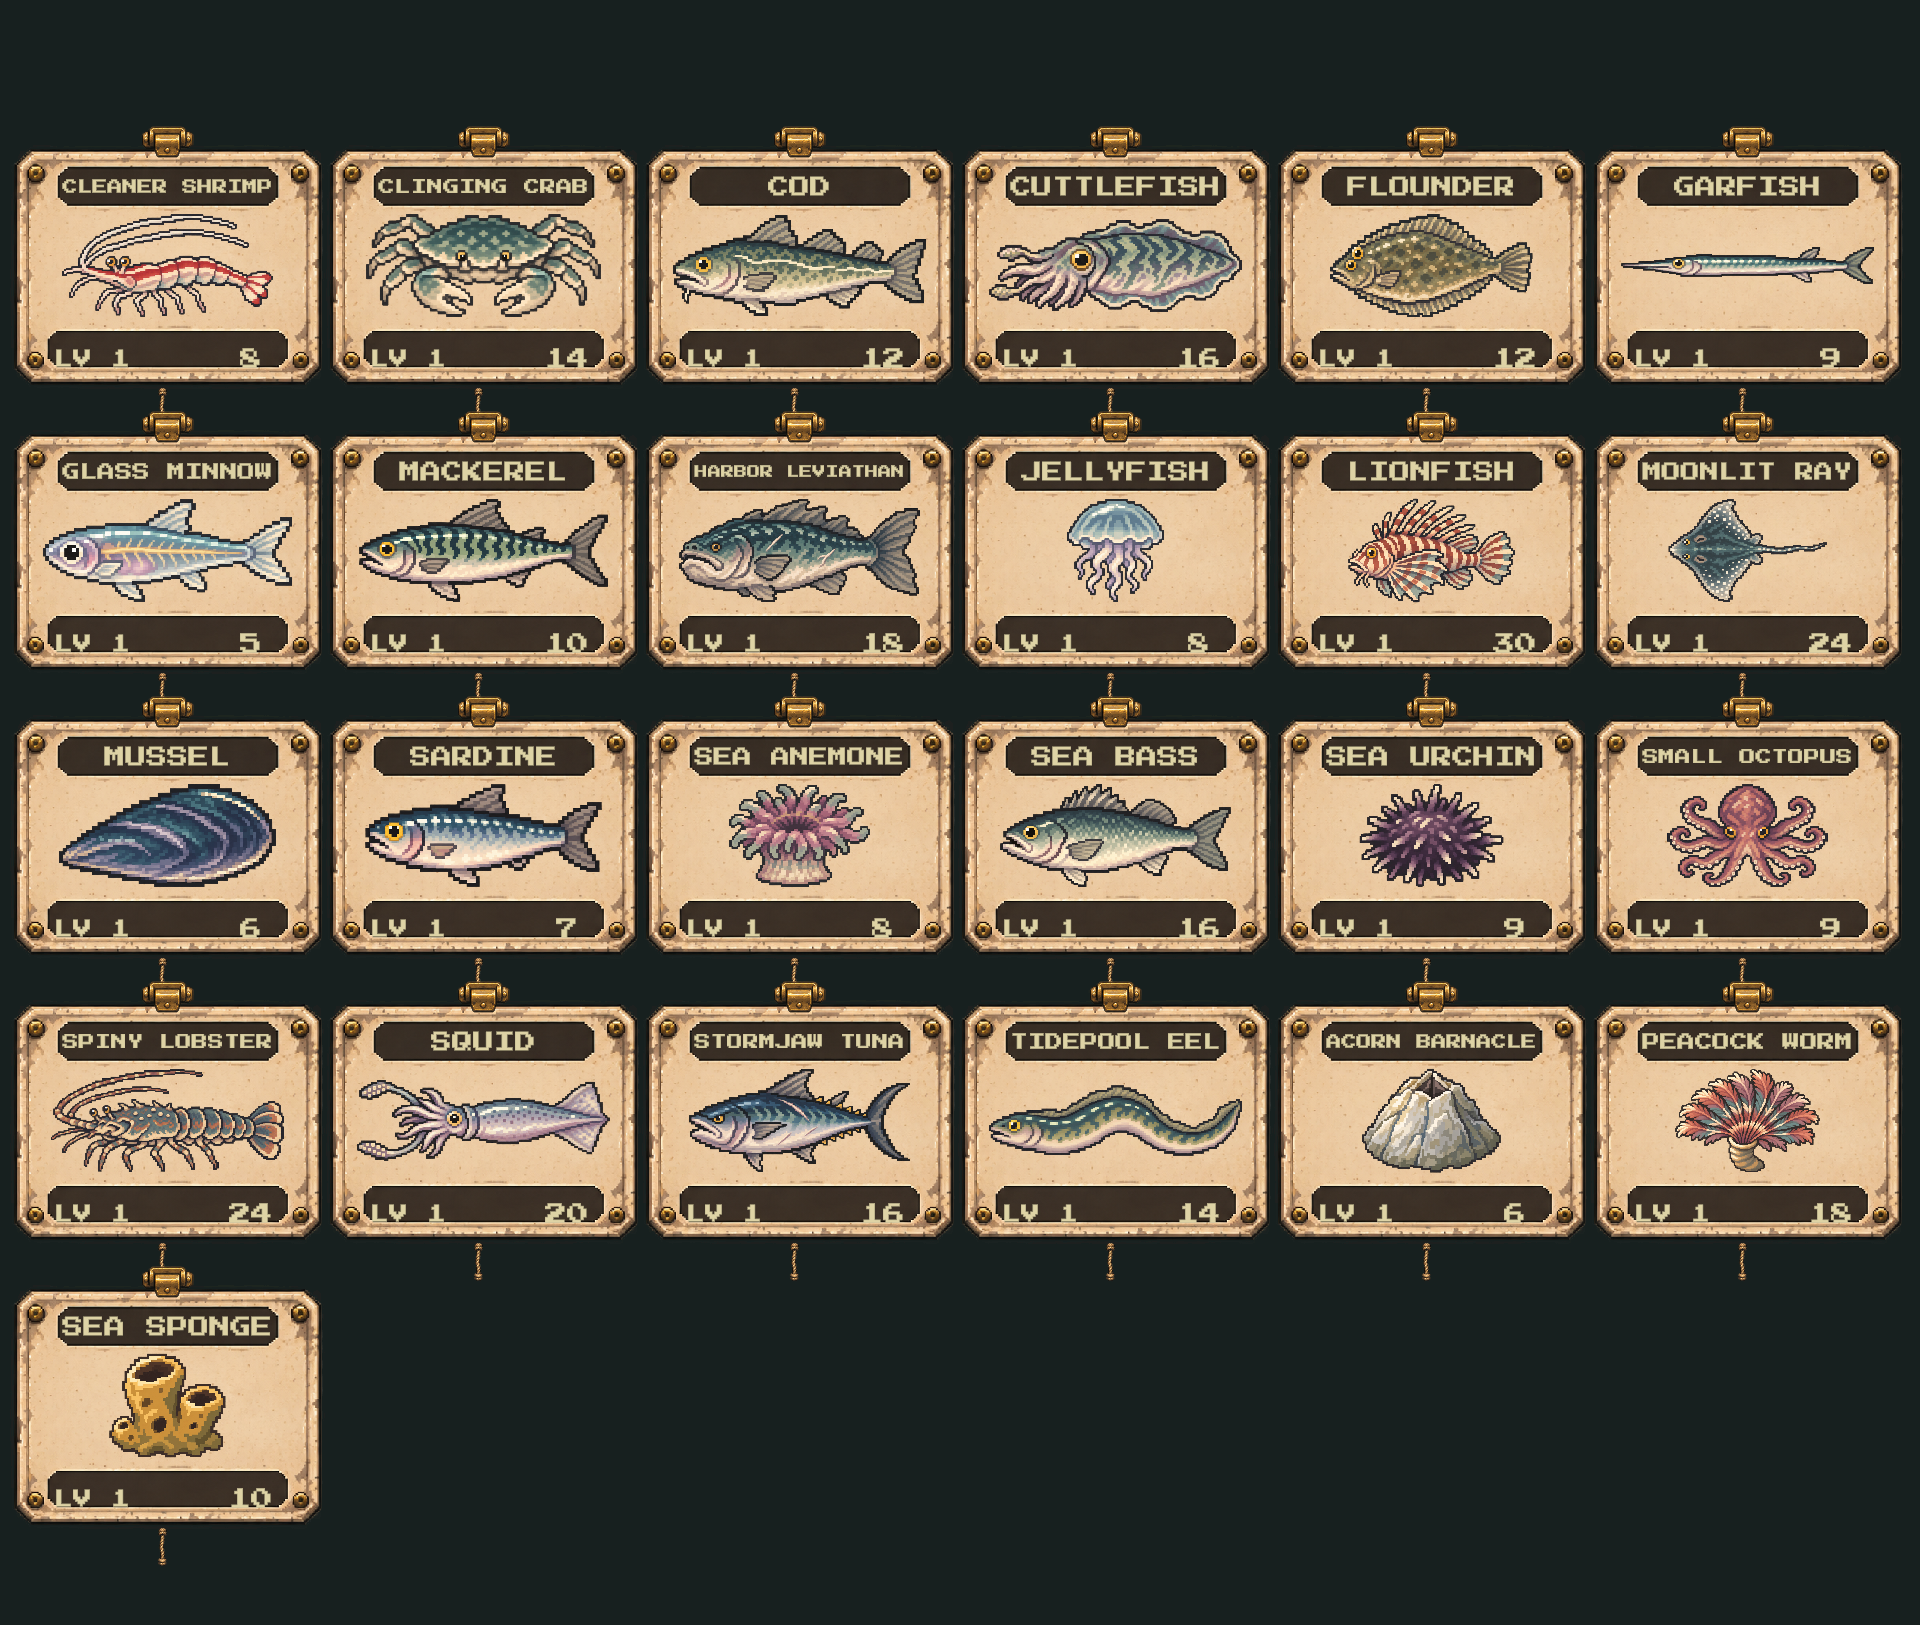 CLEANER SHRIMP
LV 1 8
CLINGING CRAB
LV 1 14
COD
LV 1 12
CUTTLEFISH
LV 1 16
FLOUNDER
LV 1 12
GARFISH
LV 1 9
GLASS MINNOW
LV 1 5
MACKEREL
LV 1 10
HARBOR LEVIATHAN
LV 1 18
JELLYFISH
LV 1 8
LIONFISH
LV 1 30
MOONLIT RAY
LV 1 24
MUSSEL
LV 1 6
SARDINE
LV 1 7
SEA ANEMONE
LV 1 8
SEA BASS
LV 1 16
SEA URCHIN
LV 1 9
SMALL OCTOPUS
LV 1 9
SPINY LOBSTER
LV 1 24
SQUID
LV 1 20
STORMJAW TUNA
LV 1 16
TIDEPOOL EEL
LV 1 14
ACORN BARNACLE
LV 1 6
PEACOCK WORM
LV 1 18
SEA SPONGE
LV 1 10